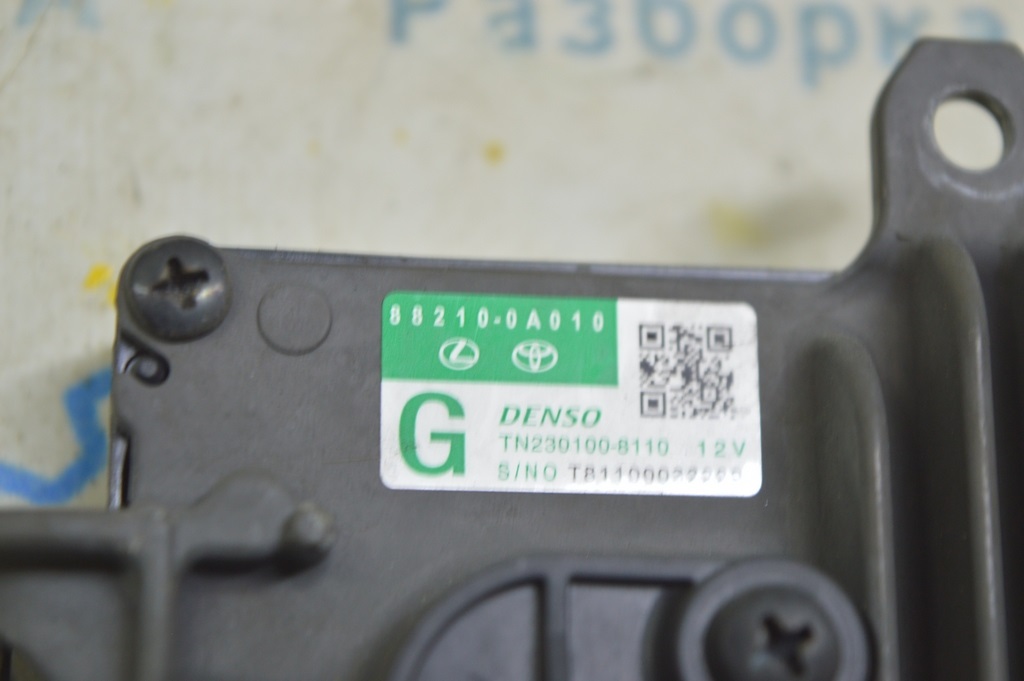 Разборка
88210-0A010
G
DENSO
TN230100-8110 12V
S/NO